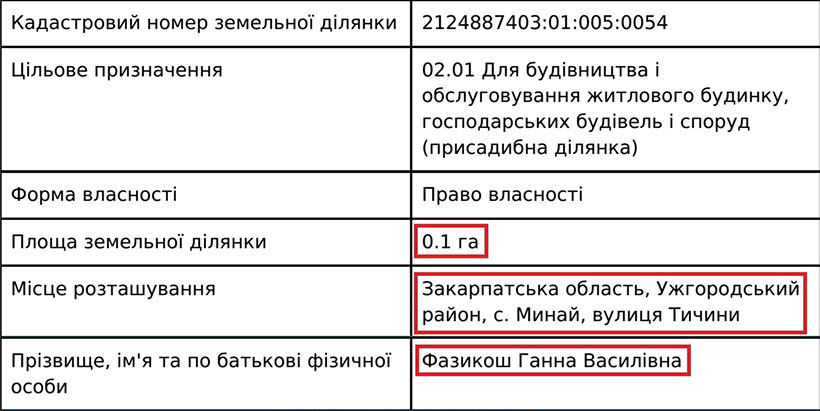 Кадастровий номер земельної ділянки
2124887403:01:005:0054
Цільове призначення
02.01 Для будівництва і
обслуговування житлового будинку,
господарських будівель і споруд
(присадибна ділянка)
Форма власності
Право власності
Площа земельної ділянки
0.1 га
Місце розташування
Закарпатська область, Ужгородський
район, с. Минай, вулиця Тичини
Прізвище, ім'я та по батькові фізичної
особи
Фазикош Ганна Василівна